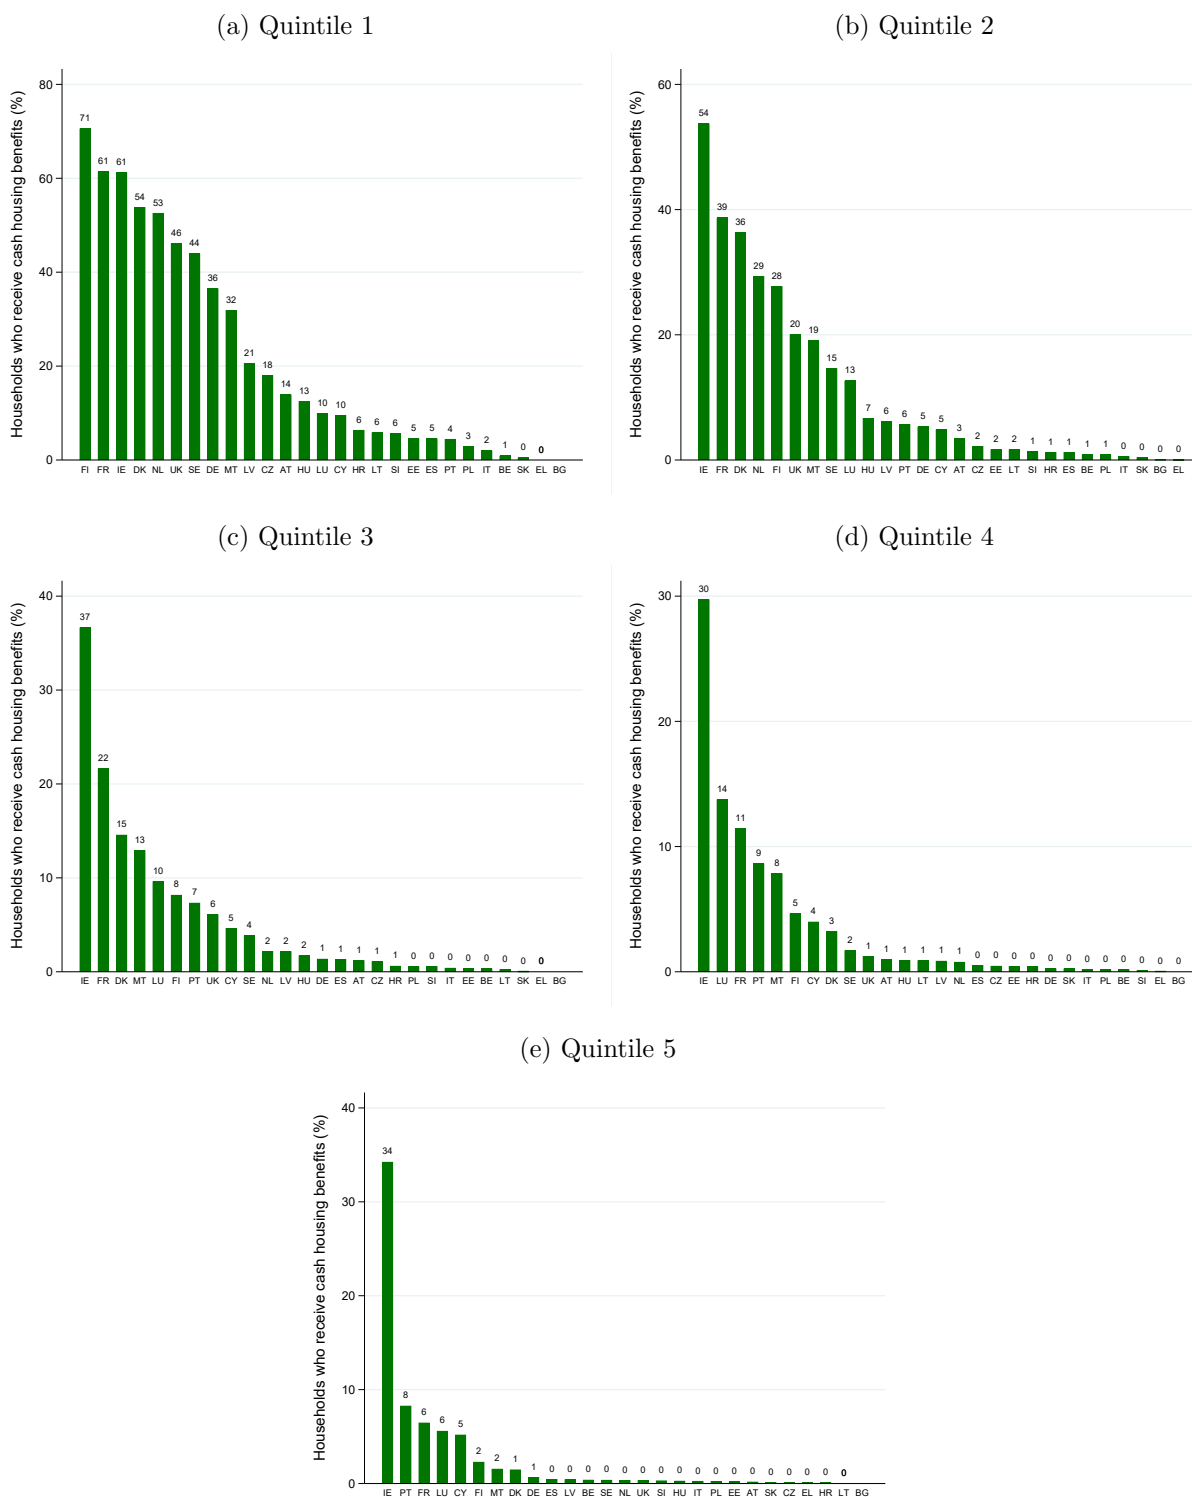 (a) Quintile 1
Households who receive cash housing benefits (%)
80
60
40
20
0
71 61 61 54 53 46 44 36 32 21 18 14 13 10 10 6 6 6 5 5 4 3 2 1 0 0
FI FR IE DK NL UK SE DE MT LV CZ AT HU LU CY HR LT SI EE ES PT PL IT BE SK EL BG
(b) Quintile 2
Households who receive cash housing benefits (%)
60
40
20
0
54 39 36 29 28 20 19 15 13 7 6 6 5 5 3 2 2 2 1 1 1 1 1 0 0 0 0
IE FR DK NL FI UK MT SE LU HU LV PT DE CY AT CZ EE LT SI HR ES BE PL IT SK BG EL
(c) Quintile 3
Households who receive cash housing benefits (%)
40
30
20
10
0
37 22 15 13 10 8 7 6 5 4 2 2 2 1 1 1 1 1 0 0 0 0 0 0 0 0
IE FR DK MT LU FI PT UK CY SE NL LV HU DE ES AT CZ HR PL SI IT EE BE LT SK EL BG
(d) Quintile 4
Households who receive cash housing benefits (%)
30
20
10
0
30 14 11 9 8 5 4 3 2 1 1 1 1 1 1 0 0 0 0 0 0 0 0 0 0 0 0
IE LU FR PT MT FI CY DK SE UK AT HU LT LV NL ES CZ EE HR DE SK IT PL BE SI EL BG
(e) Quintile 5
Households who receive cash housing benefits (%)
40
30
20
10
0
34 8 6 6 5 2 2 1 1 0 0 0 0 0 0 0 0 0 0 0 0 0 0 0 0 0
IE PT FR LU CY FI MT DK DE ES LV BE SE NL UK SI HU IT PL EE AT SK CZ EL HR LT BG